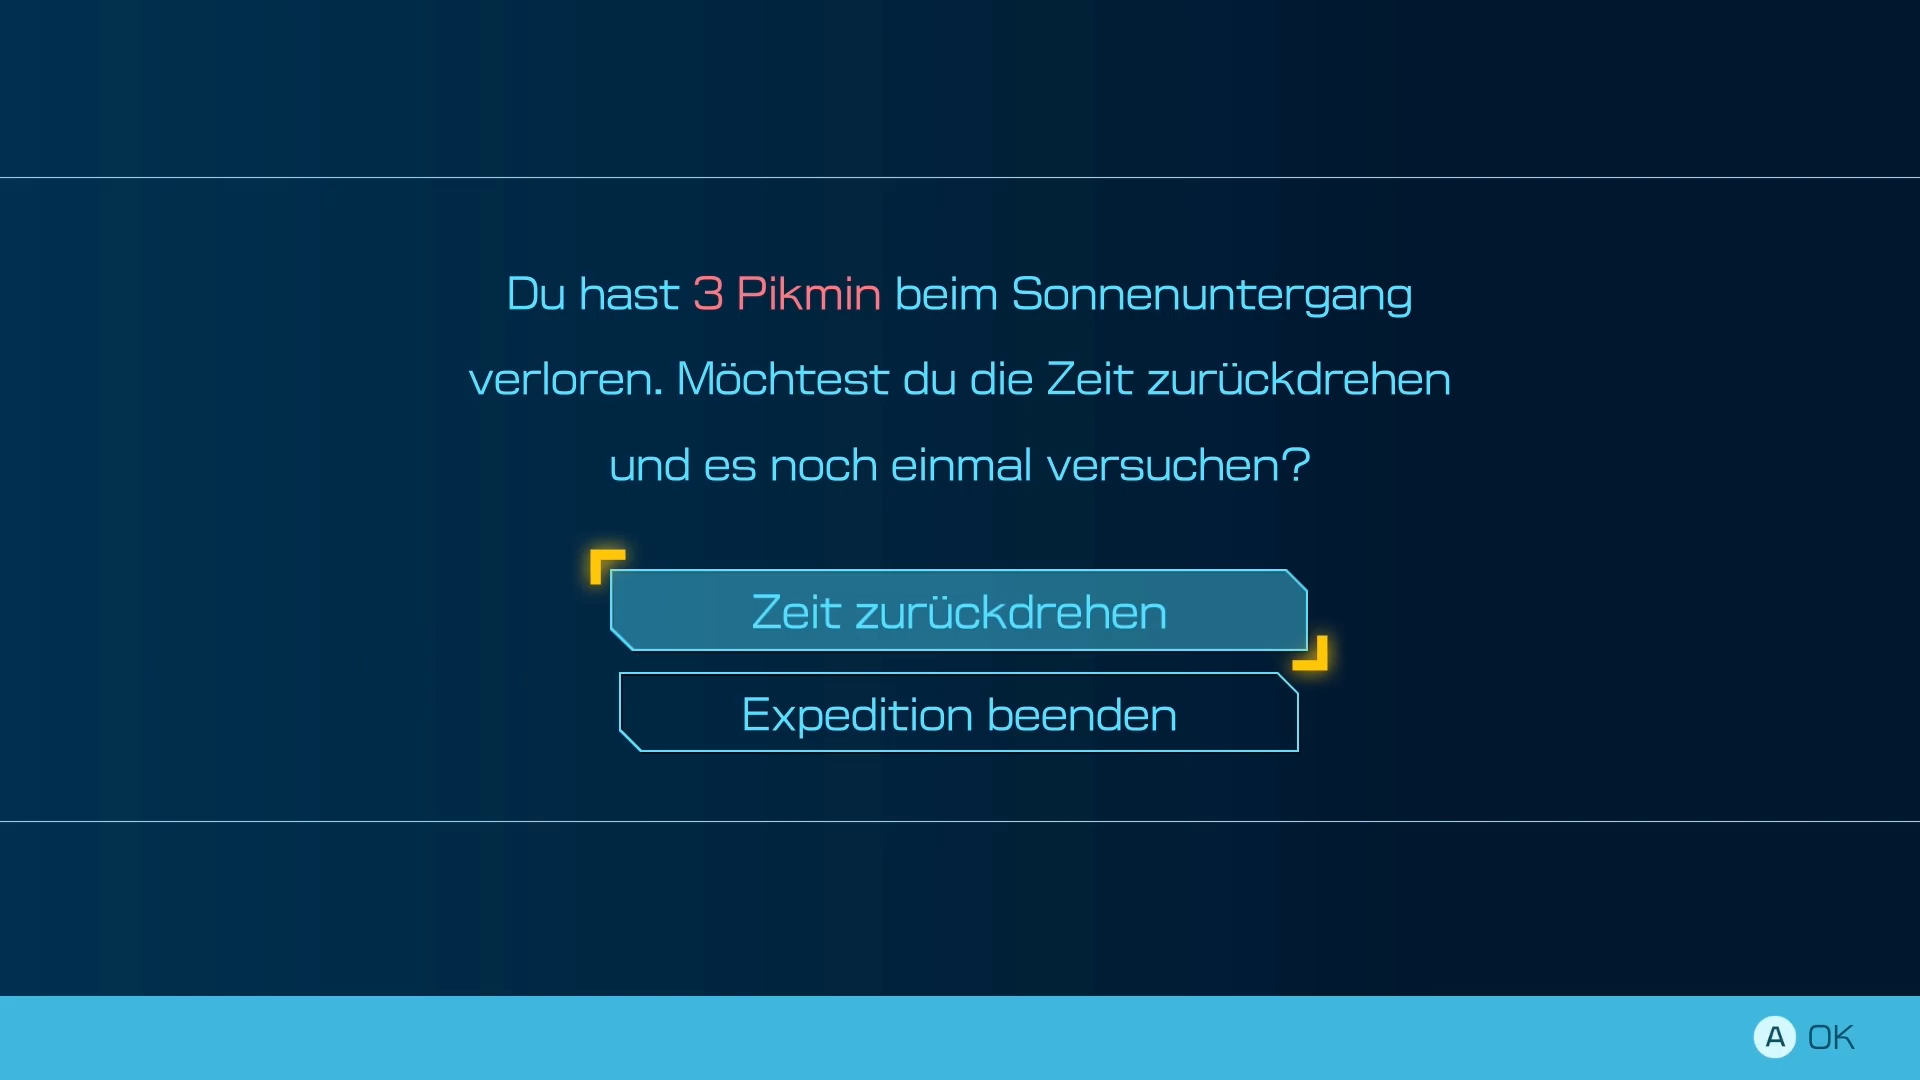 Du hast 3 Pikmin beim Sonnenuntergang
verloren. Möchtest du die Zeit zurückdrehen
und es noch einmal versuchen?
Zeit zurückdrehen
Expedition beenden
A OK